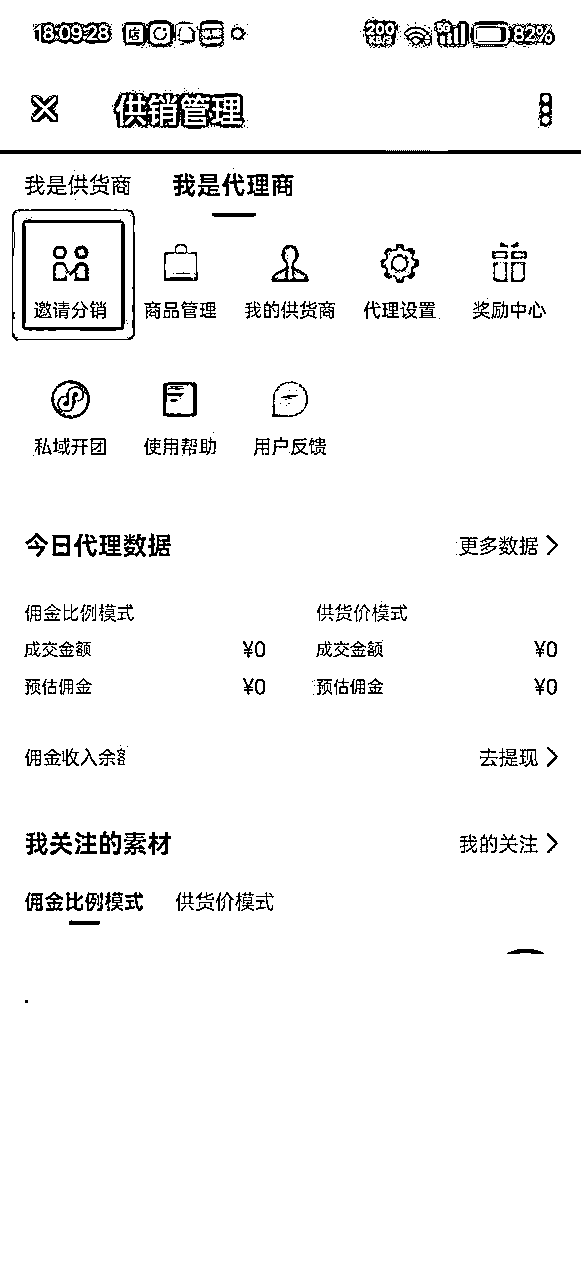 18:09:28 店 200 KB/s 5G 82%
供销管理
我是供货商 我是代理商
邀请分销 商品管理 我的供货商 代理设置 奖励中心
私域开团 使用帮助 用户反馈
今日代理数据 更多数据
佣金比例模式 供货价模式
成交金额 ¥0 成交金额 ¥0
预估佣金 ¥0 预估佣金 ¥0
佣金收入余额 去提现
我关注的素材 我的关注
佣金比例模式 供货价模式